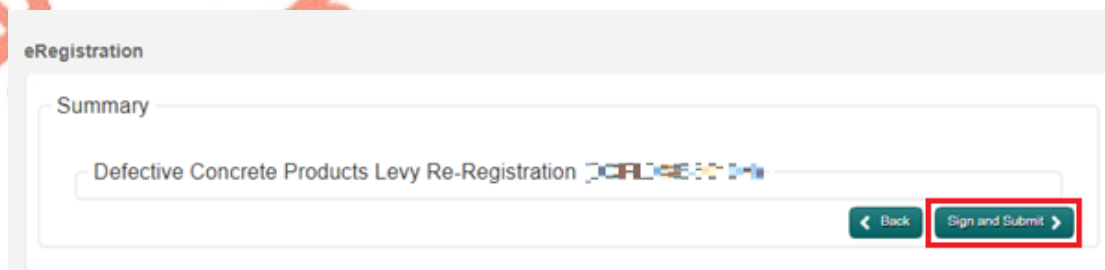 eRegistration
Summary
Defective Concrete Products Levy Re-Registration
Back
Sign and Submit